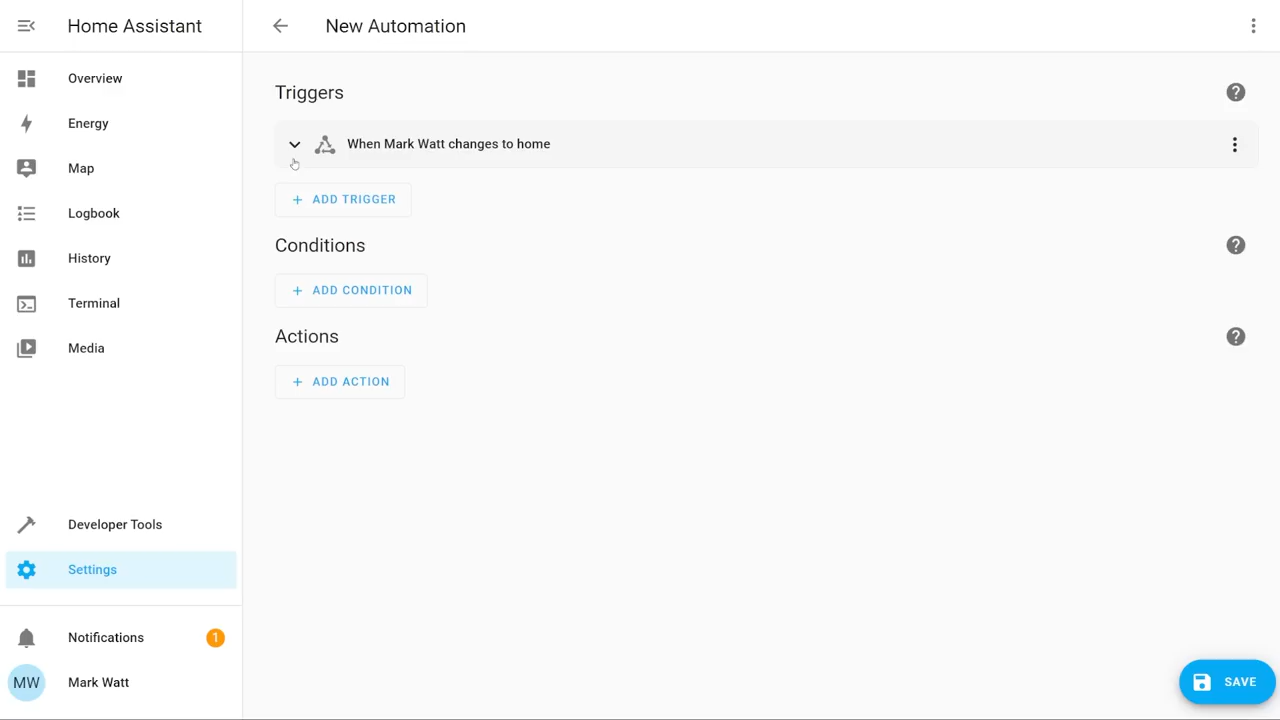 Home Assistant
New Automation
Overview
Energy
Map
Logbook
History
Terminal
Media
Developer Tools
Settings
Notifications
1
MW
Mark Watt
Triggers
When Mark Watt changes to home
+ ADD TRIGGER
Conditions
+ ADD CONDITION
Actions
+ ADD ACTION
SAVE